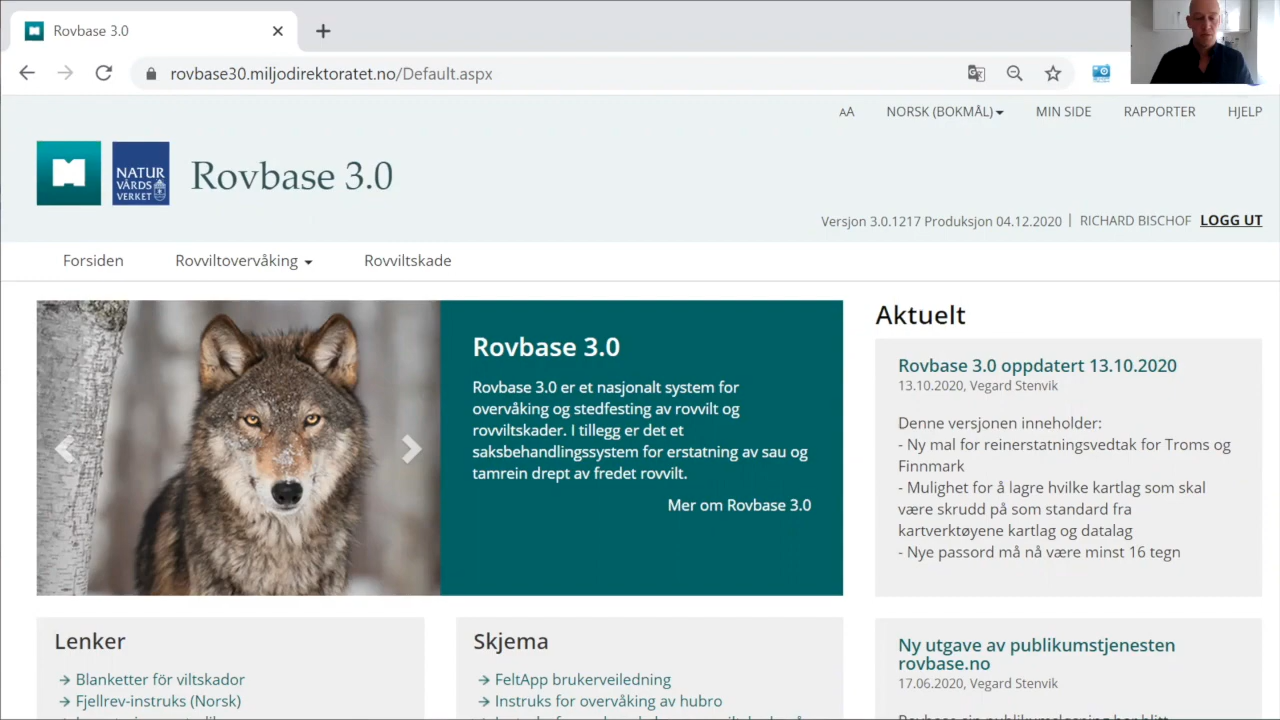 Rovbase 3.0
rovbase30.miljodirektoratet.no/Default.aspx
AA NORSK (BOKMÅL) MIN SIDE RAPPORTER HJELP
NATUR
VÅRDS
VERKET
Rovbase 3.0
Versjon 3.0.1217 Produksjon 04.12.2020 | RICHARD BISCHOF LOGG UT
Forsiden Rovviltovervåking Rovviltskade
Rovbase 3.0
Rovbase 3.0 er et nasjonalt system for
overvåking og stedfesting av rovvilt og
rovviltskader. I tillegg er det et
saksbehandlingssystem for erstatning av sau og
tamrein drept av fredet rovvilt.
Mer om Rovbase 3.0
Aktuelt
Rovbase 3.0 oppdatert 13.10.2020
13.10.2020, Vegard Stenvik
Denne versjonen inneholder:
- Ny mal for reinerstatningsvedtak for Troms og
Finnmark
- Mulighet for å lagre hvilke kartlag som skal
være skrudd på som standard fra
kartverktøyene kartlag og datalag
- Nye passord må nå være minst 16 tegn
Lenker
→ Blanketter för viltskador
→ Fjellrev-instruks (Norsk)
Skjema
→ FeltApp brukerveiledning
→ Instruks for overvåking av hubro
Ny utgave av publikumstjenesten
rovbase.no
17.06.2020, Vegard Stenvik